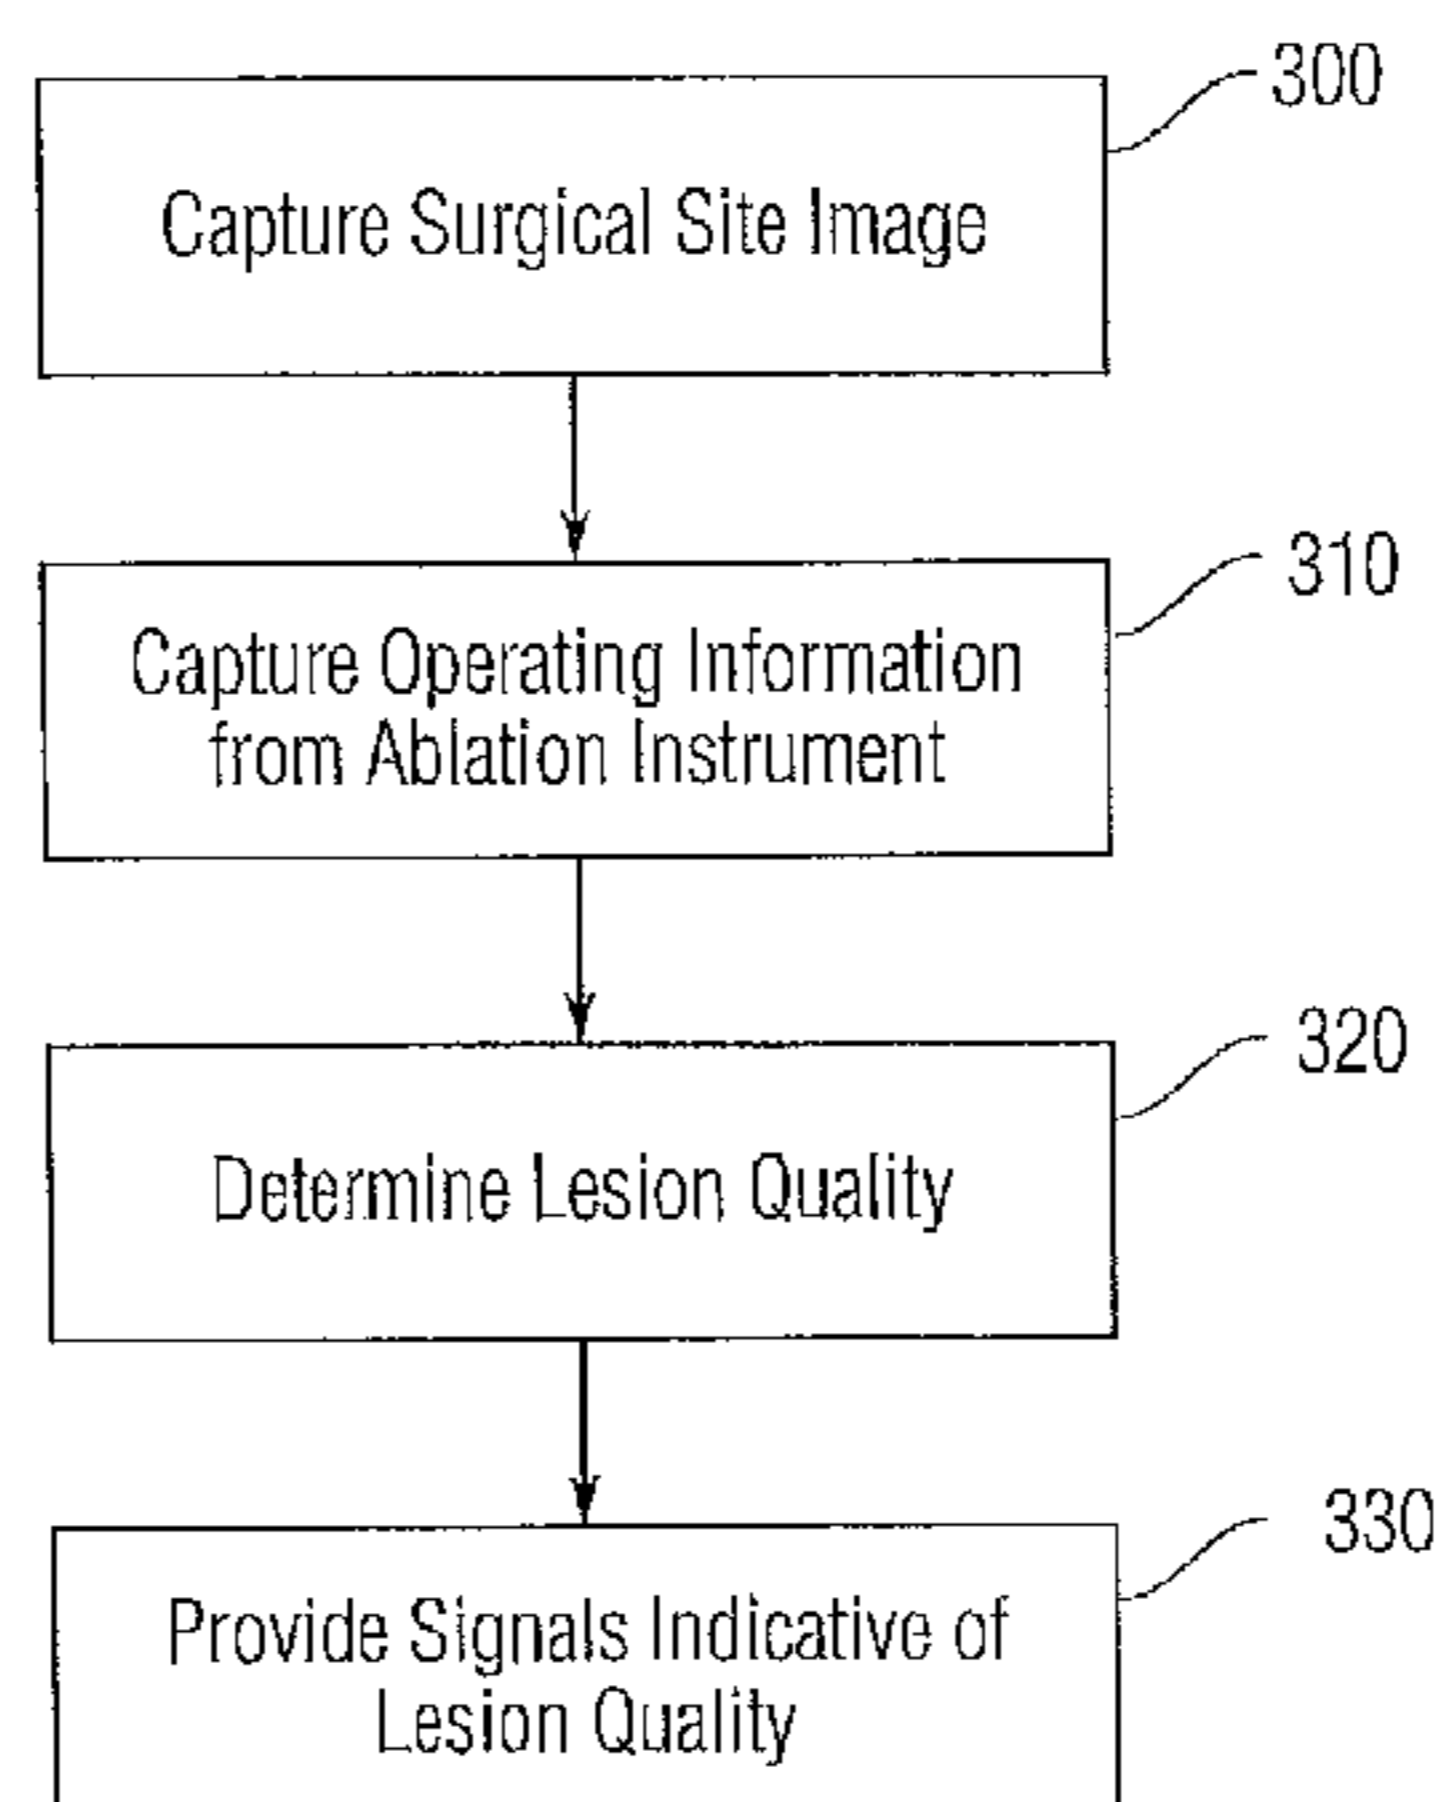 300
Capture Surgical Site Image
310
Capture Operating Information
from Ablation Instrument
320
Determine Lesion Quality
330
Provide Signals Indicative of
Lesion Quality